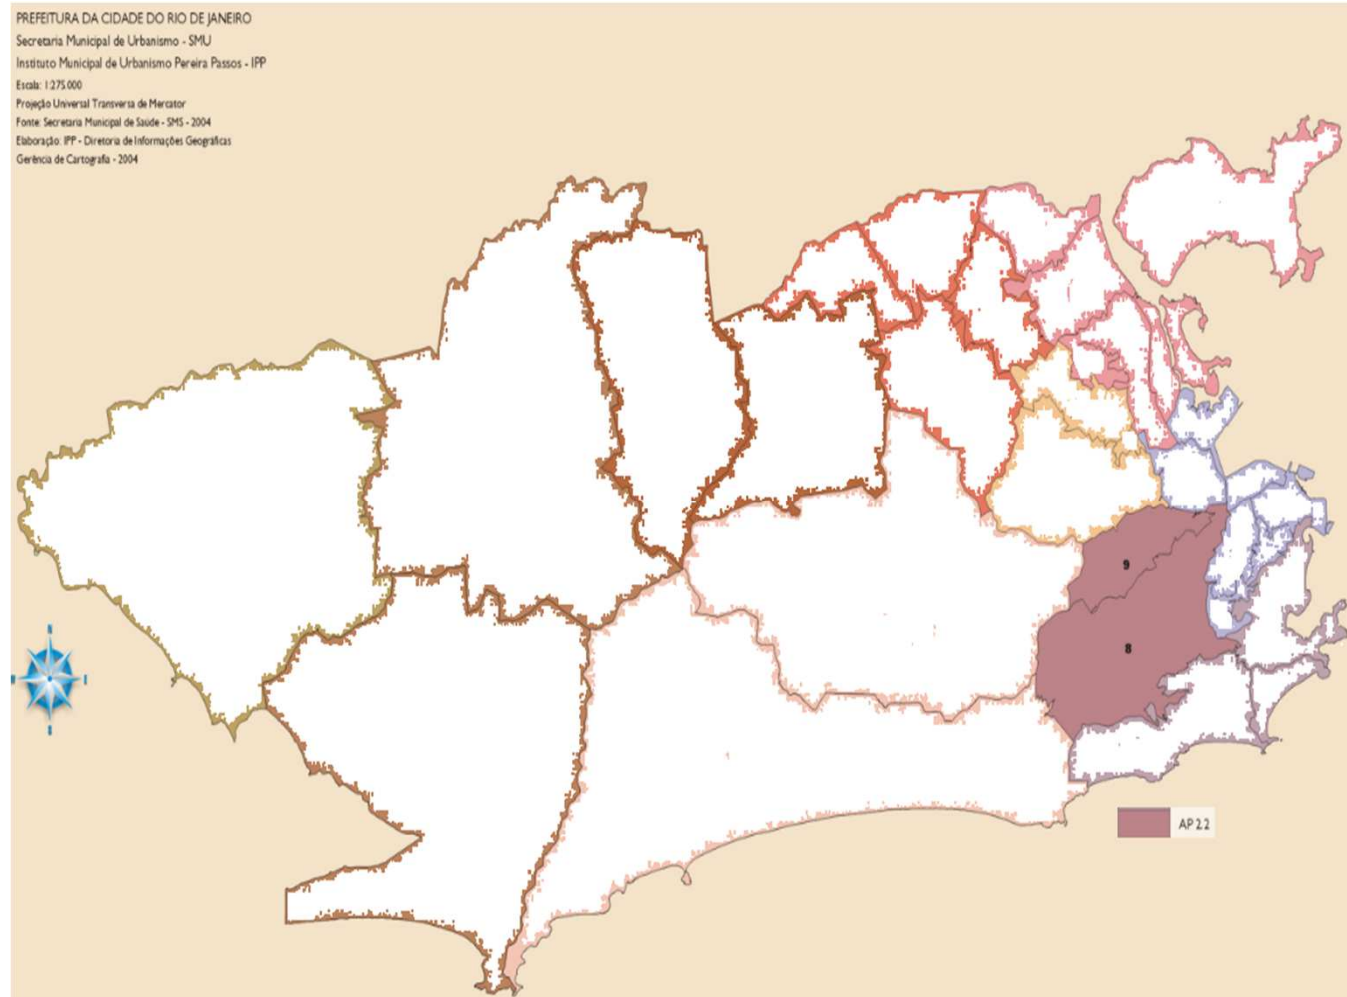 PREFEITURA DA CIDADE DO RIO DE JANEIRO
Secretaria Municipal de Urbanismo - SMU
Instituto Municipal de Urbanismo Pereira Passos - IPP
Escala: 1:275.000
Projeção Universal Transversa de Mercator
Fonte: Secretaria Municipal de Saúde - SMS - 2004
Elaboração: IPP - Diretoria de Informações Geográficas
Gerência de Cartografia - 2004
9
8
AP 2.2